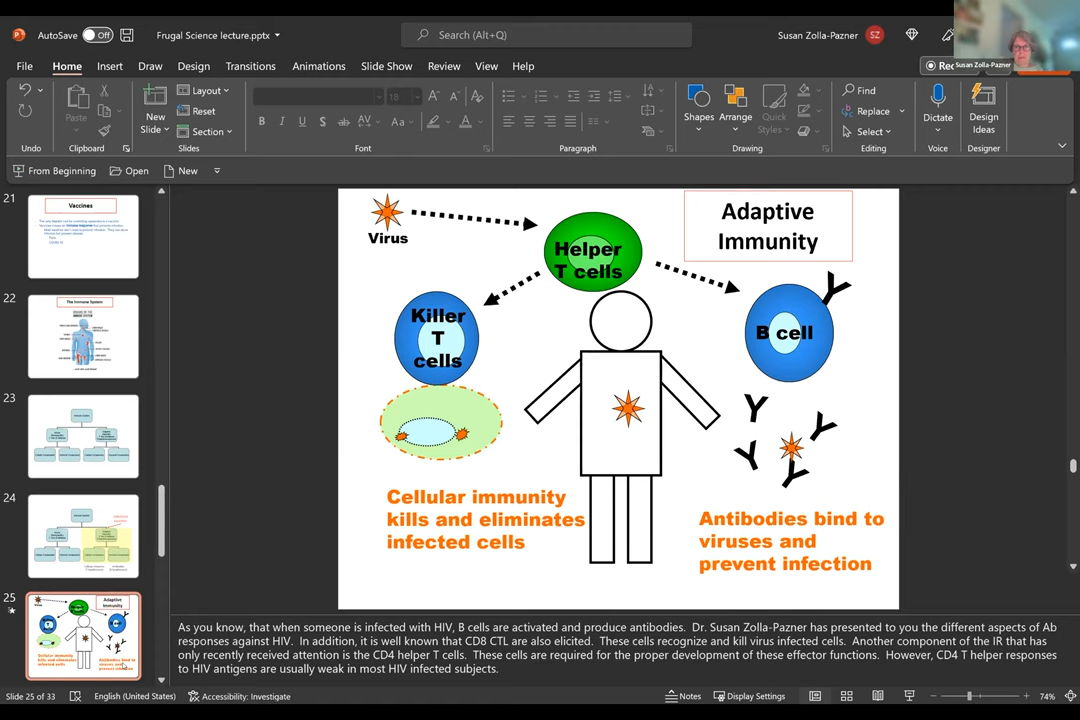 AutoSave Off Frugal Science lecture.pptx Search (Alt+Q) Susan Zolla-Pazner SZ
Susan Zolla-Pazner
File Home Insert Draw Design Transitions Animations Slide Show Review View Help Rec
Paste New Slide Layout Reset Section 18 Shapes Arrange Quick Styles Find Replace Select Dictate Design Ideas
Undo Clipboard Slides Font Paragraph Drawing Editing Voice Designer
From Beginning Open New
21
Vaccines
22
The Immune System
23
24
25
Virus
Helper
T cells
Adaptive
Immunity
Killer
T
cells
B cell
Cellular immunity
kills and eliminates
infected cells
Antibodies bind to
viruses and
prevent infection
As you know, that when someone is infected with HIV, B cells are activated and produce antibodies. Dr. Susan Zolla-Pazner has presented to you the different aspects of Ab
responses against HIV. In addition, it is well known that CD8 CTL are also elicited. These cells recognize and kill virus infected cells. Another component of the IR that has
only recently received attention is the CD4 helper T cells. These cells are required for the proper development of these effector functions. However, CD4 T helper responses
to HIV antigens are usually weak in most HIV infected subjects.
Slide 25 of 33 English (United States) Accessibility: Investigate Notes Display Settings 74%